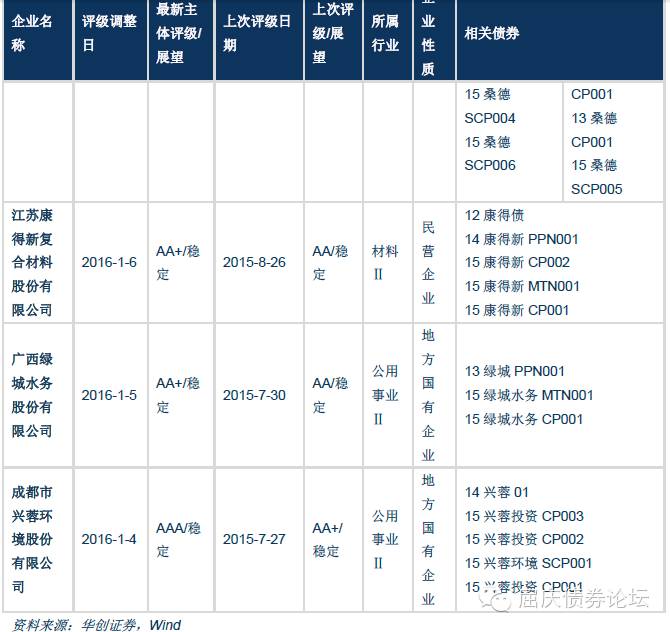 企业名称 评级调整日 最新主体评级/展望 上次评级日期 上次评级/展望 所属行业 企业性质 相关债券
15 桑德 CP001
SCP004 13 桑德
15 桑德 CP001
SCP006 15 桑德
SCP005
江苏康得新复合材料股份有限公司 2016-1-6 AA+/稳定 2015-8-26 AA/稳定 材料Ⅱ 民营企业
12 康得债
14 康得新 PPN001
15 康得新 CP002
15 康得新 MTN001
15 康得新 CP001
广西绿城水务股份有限公司 2016-1-5 AA+/稳定 2015-7-30 AA/稳定 公用事业Ⅱ 地方国有企业
13 绿城 PPN001
15 绿城水务 MTN001
15 绿城水务 CP001
成都市兴蓉环境股份有限公司 2016-1-4 AAA/稳定 2015-7-27 AA+/稳定 公用事业Ⅱ 地方国有企业
14 兴蓉 01
15 兴蓉投资 CP003
15 兴蓉投资 CP002
15 兴蓉环境 SCP001
15 兴蓉投资 CP001
屈庆债券论坛
资料来源：华创证券，Wind